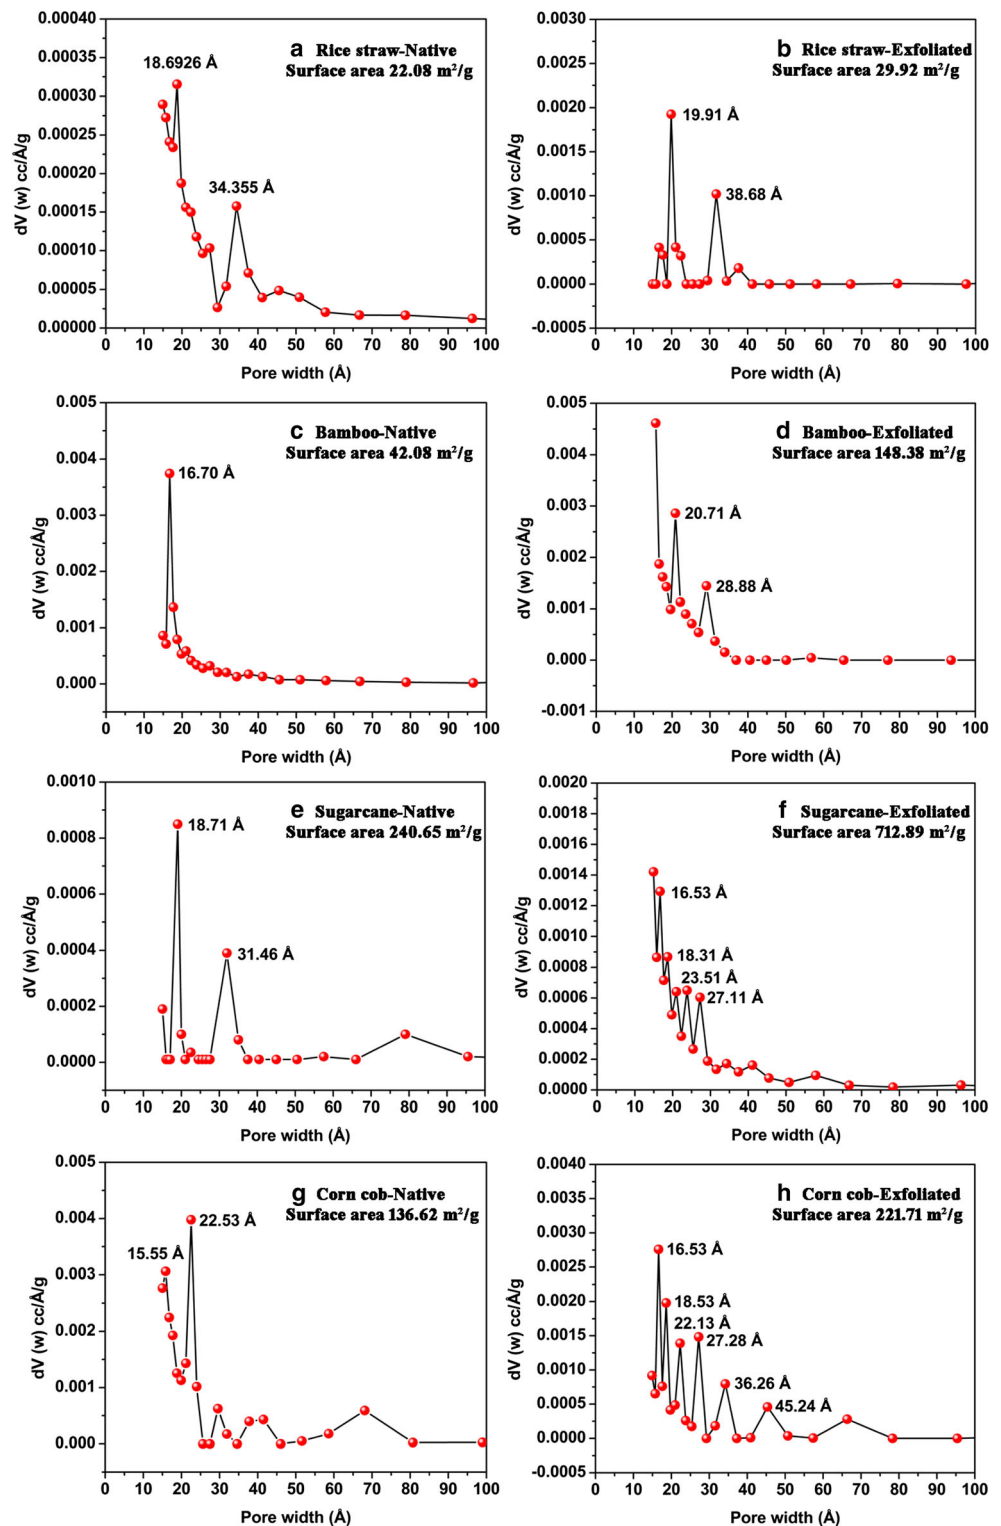 a Rice straw-Native
Surface area 22.08 m²/g
18.6926 Å
34.355 Å
dV (w) cc/Å/g
0.00040
0.00035
0.00030
0.00025
0.00020
0.00015
0.00010
0.00005
0.00000
0 10 20 30 40 50 60 70 80 90 100
Pore width (Å)
b Rice straw-Exfoliated
Surface area 29.92 m²/g
19.91 Å
38.68 Å
dV (w) cc/Å/g
0.0030
0.0025
0.0020
0.0015
0.0010
0.0005
0.0000
-0.0005
0 10 20 30 40 50 60 70 80 90 100
Pore width (Å)
c Bamboo-Native
Surface area 42.08 m²/g
16.70 Å
dV (w) cc/Å/g
0.005
0.004
0.003
0.002
0.001
0.000
0 10 20 30 40 50 60 70 80 90 100
Pore width (Å)
d Bamboo-Exfoliated
Surface area 148.38 m²/g
20.71 Å
28.88 Å
dV (w) cc/Å/g
0.005
0.004
0.003
0.002
0.001
0.000
-0.001
0 10 20 30 40 50 60 70 80 90 100
Pore width (Å)
e Sugarcane-Native
Surface area 240.65 m²/g
18.71 Å
31.46 Å
dV (w) cc/Å/g
0.0010
0.0008
0.0006
0.0004
0.0002
0.0000
0 10 20 30 40 50 60 70 80 90 100
Pore width (Å)
f Sugarcane-Exfoliated
Surface area 712.89 m²/g
16.53 Å
18.31 Å
23.51 Å
27.11 Å
dV (w) cc/Å/g
0.0020
0.0018
0.0016
0.0014
0.0012
0.0010
0.0008
0.0006
0.0004
0.0002
0.0000
0 10 20 30 40 50 60 70 80 90 100
Pore width (Å)
g Corn cob-Native
Surface area 136.62 m²/g
22.53 Å
15.55 Å
dV (w) cc/Å/g
0.005
0.004
0.003
0.002
0.001
0.000
0 10 20 30 40 50 60 70 80 90 100
Pore width (Å)
h Corn cob-Exfoliated
Surface area 221.71 m²/g
16.53 Å
18.53 Å
22.13 Å
27.28 Å
36.26 Å
45.24 Å
dV (w) cc/Å/g
0.0040
0.0035
0.0030
0.0025
0.0020
0.0015
0.0010
0.0005
0.0000
-0.0005
0 10 20 30 40 50 60 70 80 90 100
Pore width (Å)